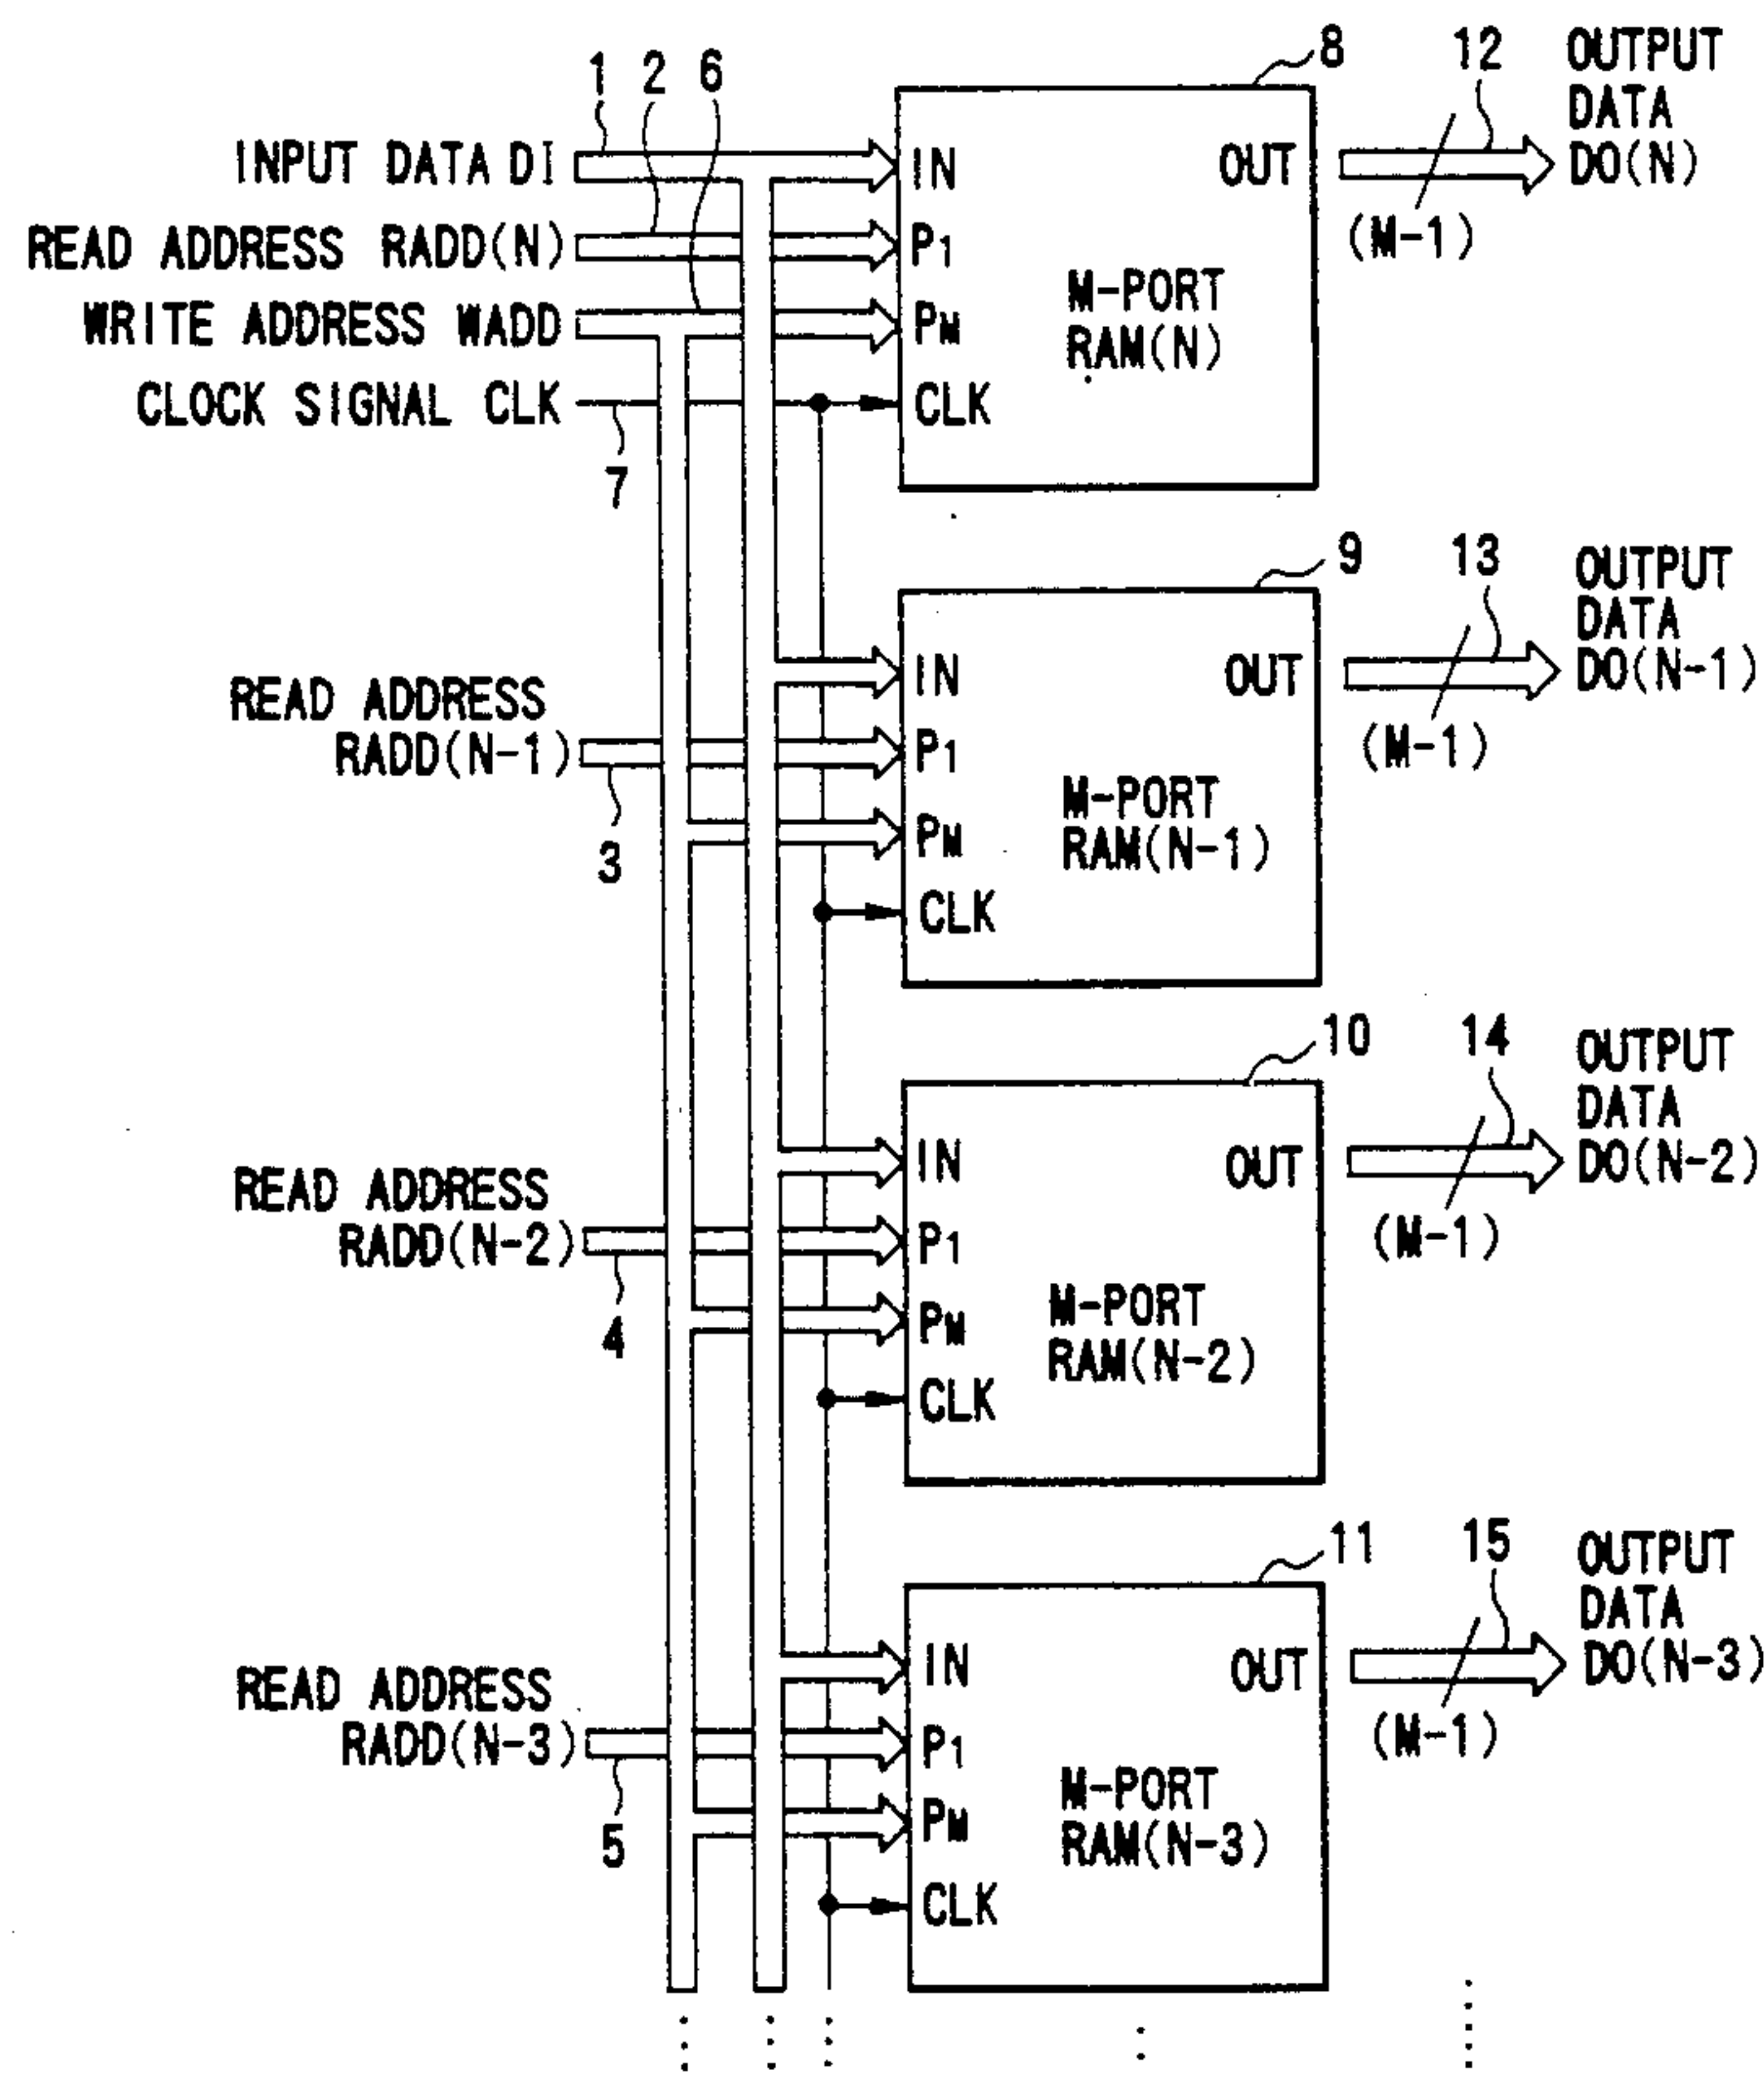 1 2 6
INPUT DATA DI
READ ADDRESS RADD(N)
WRITE ADDRESS WADD
CLOCK SIGNAL CLK
7
8
IN
P1
PM
CLK
OUT
M-PORT
RAM(N)
12
(M-1)
OUTPUT
DATA
DO(N)
READ ADDRESS
RADD(N-1)
3
9
IN
P1
PM
CLK
OUT
M-PORT
RAM(N-1)
13
(M-1)
OUTPUT
DATA
DO(N-1)
READ ADDRESS
RADD(N-2)
4
10
IN
P1
PM
CLK
OUT
M-PORT
RAM(N-2)
14
(M-1)
OUTPUT
DATA
DO(N-2)
READ ADDRESS
RADD(N-3)
5
11
IN
P1
PM
CLK
OUT
M-PORT
RAM(N-3)
15
(M-1)
OUTPUT
DATA
DO(N-3)